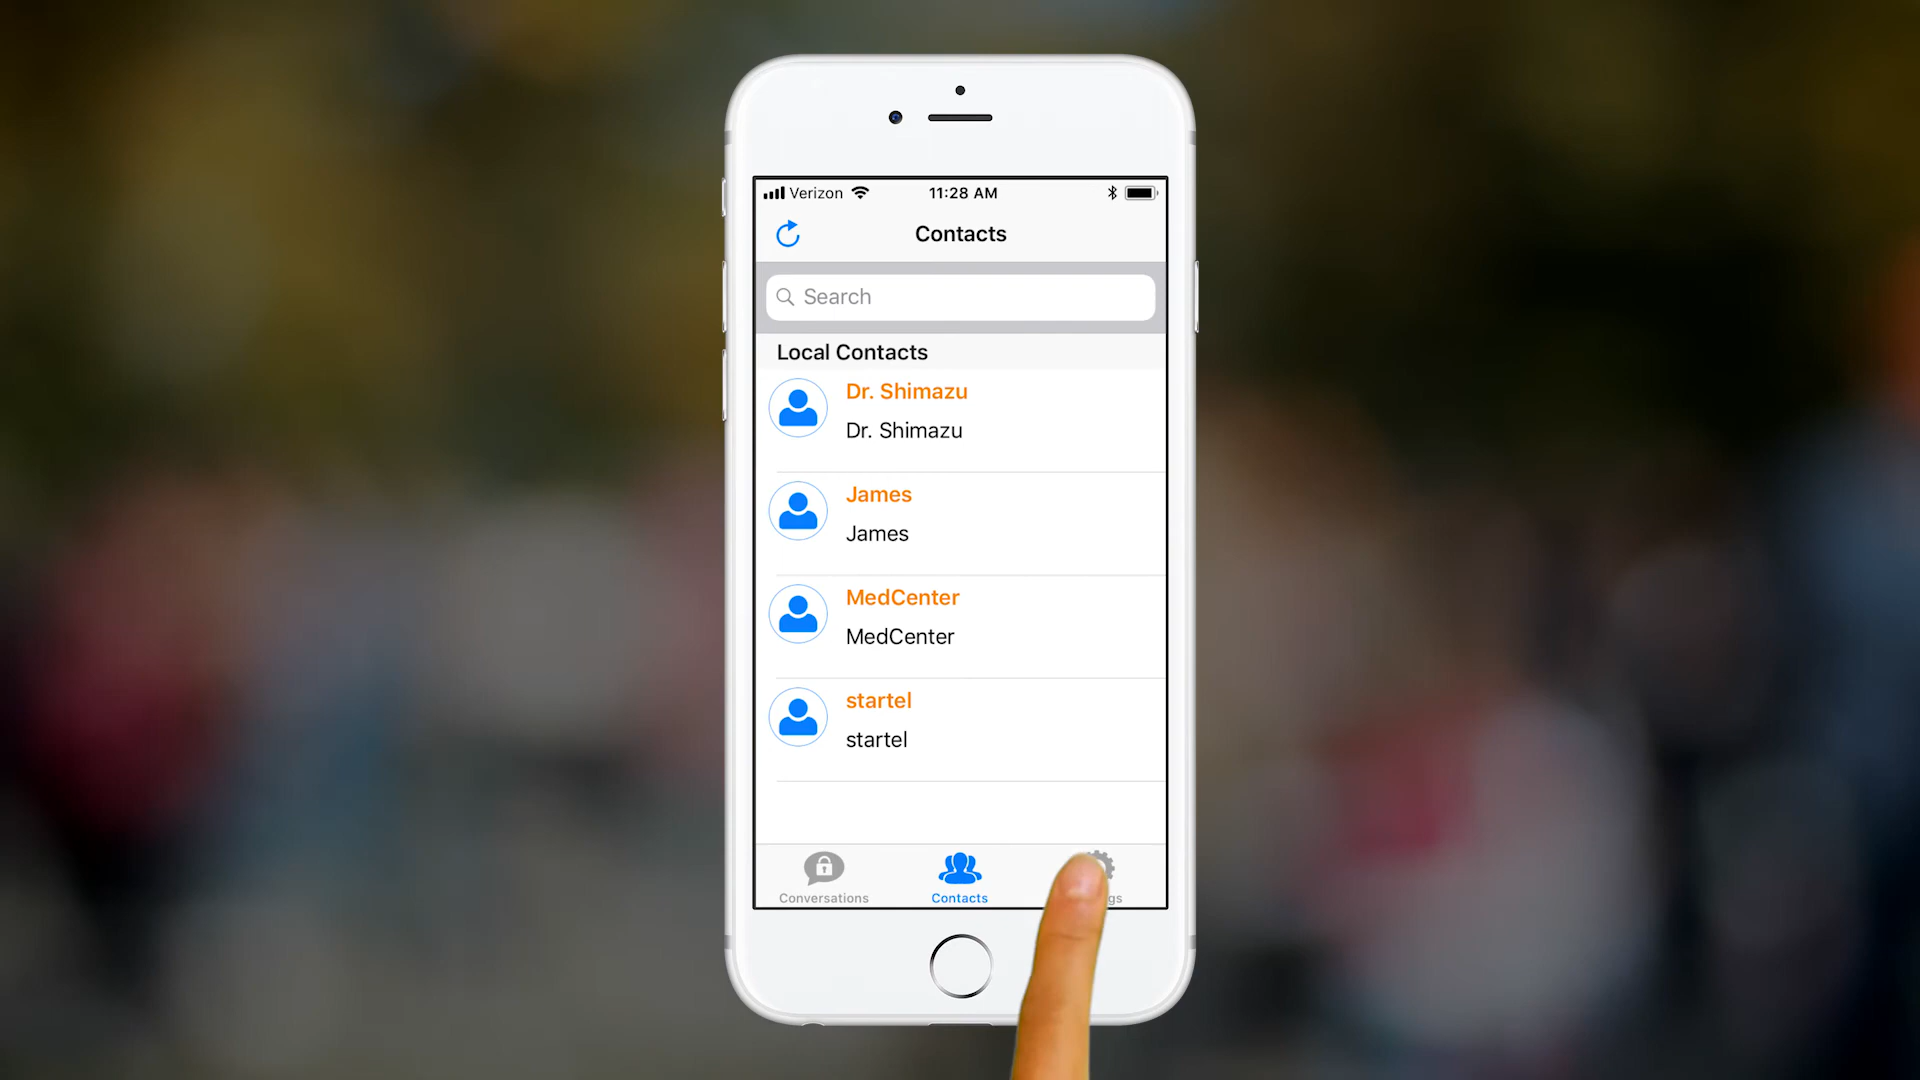 Verizon 11:28 AM
Contacts
Search
Local Contacts
Dr. Shimazu
Dr. Shimazu
James
James
MedCenter
MedCenter
startel
startel
Conversations Contacts